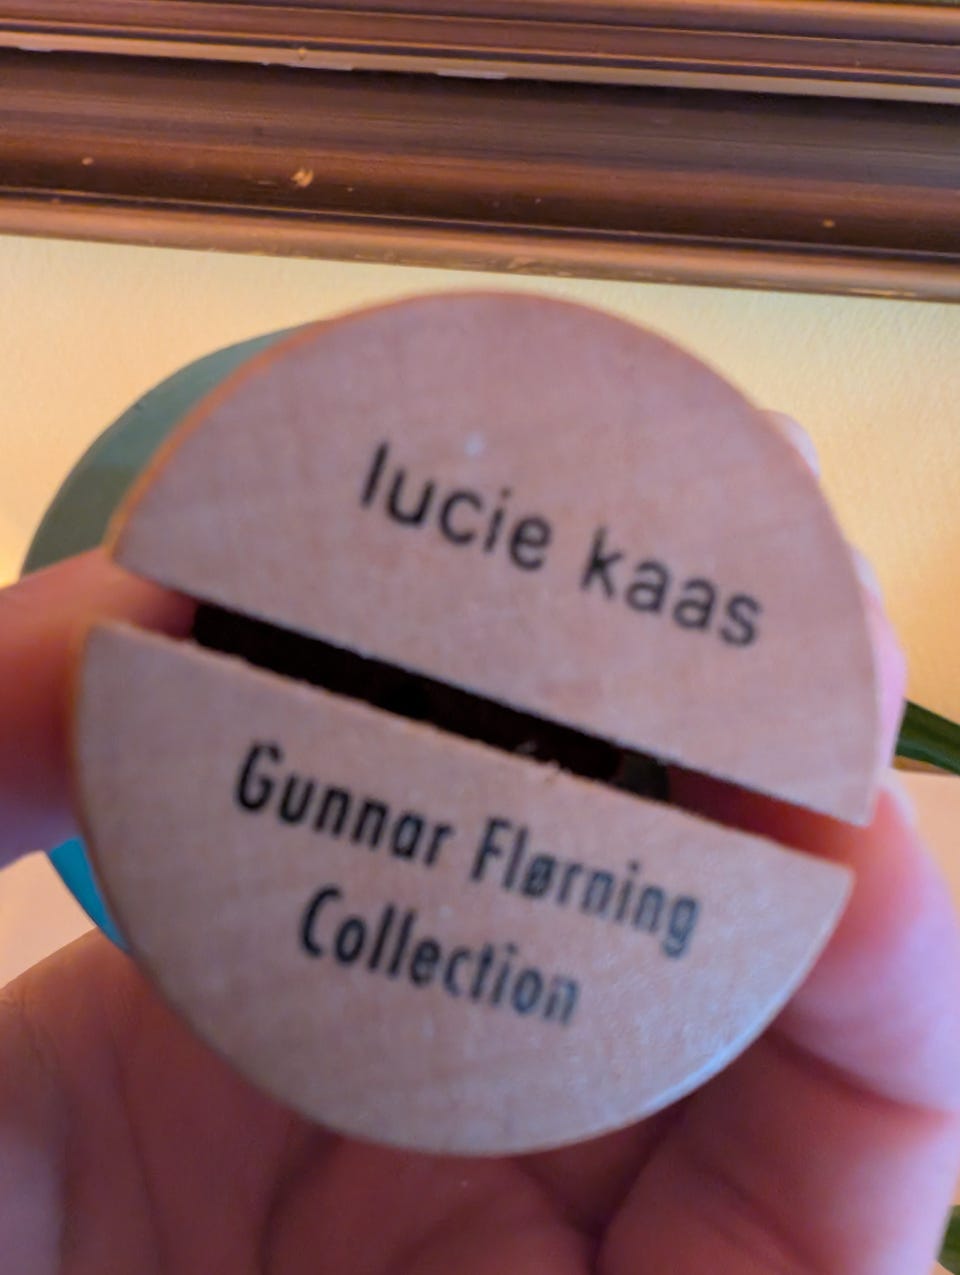 lucie kaas
Gunnar Flørning
Collection